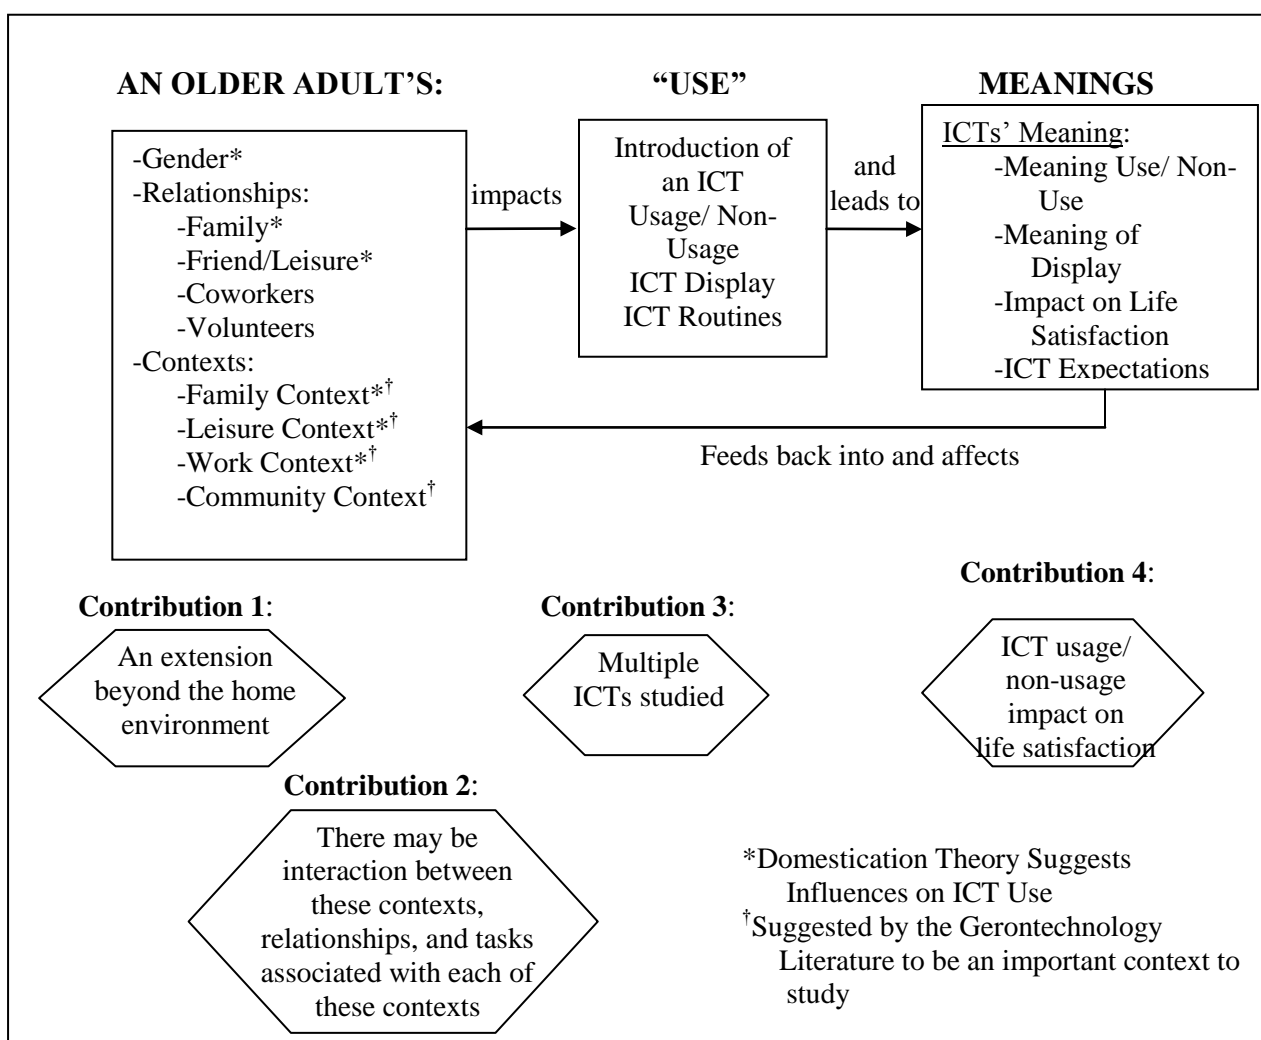 AN OLDER ADULT'S:
-Gender*
-Relationships:
-Family*
-Friend/Leisure*
-Coworkers
-Volunteers
-Contexts:
-Family Context*†
-Leisure Context*†
-Work Context*†
-Community Context†
impacts
“USE”
Introduction of
an ICT
Usage/ Non-
Usage
ICT Display
ICT Routines
and
leads to
MEANINGS
ICTs’ Meaning:
-Meaning Use/ Non-
Use
-Meaning of
Display
-Impact on Life
Satisfaction
-ICT Expectations
Feeds back into and affects
Contribution 1:
An extension
beyond the home
environment
Contribution 2:
There may be
interaction between
these contexts,
relationships, and tasks
associated with each of
these contexts
Contribution 3:
Multiple
ICTs studied
Contribution 4:
ICT usage/
non-usage
impact on
life satisfaction
*Domestication Theory Suggests
Influences on ICT Use
†Suggested by the Gerontechnology
Literature to be an important context to
study